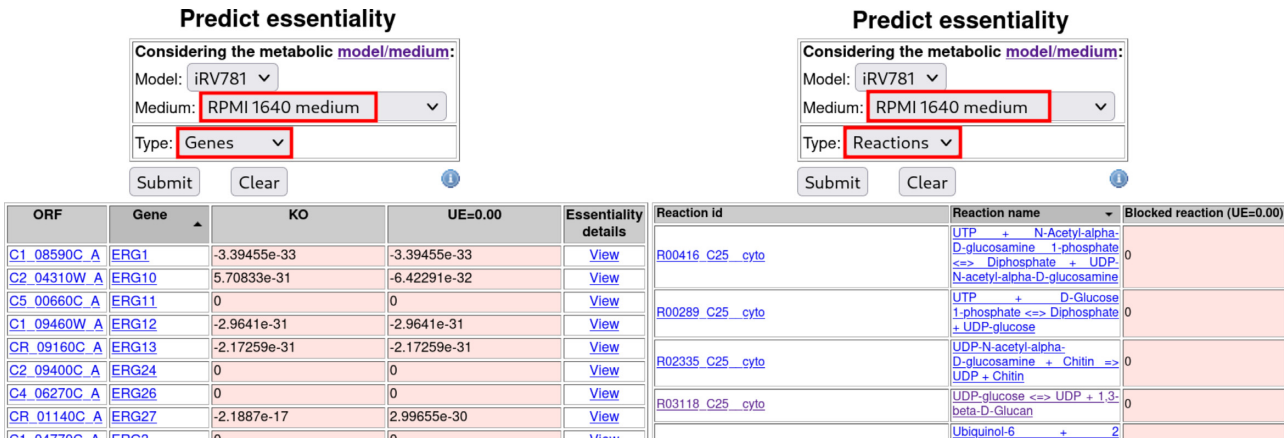 Predict essentiality
Considering the metabolic model/medium:
Model: iRV781
Medium: RPMI 1640 medium
Type: Genes
Submit Clear
ORF Gene KO UE=0.00 Essentiality details
C1_08590C_A ERG1 -3.39455e-33 -3.39455e-33 View
C2_04310W_A ERG10 5.70833e-31 -6.42291e-32 View
C5_00660C_A ERG11 0 0 View
C1_09460W_A ERG12 -2.9641e-31 -2.9641e-31 View
CR_09160C_A ERG13 -2.17259e-31 -2.17259e-31 View
C2_09400C_A ERG24 0 0 View
C4_06270C_A ERG26 0 0 View
CR_01140C_A ERG27 -2.1887e-17 2.99655e-30 View
Predict essentiality
Considering the metabolic model/medium:
Model: iRV781
Medium: RPMI 1640 medium
Type: Reactions
Submit Clear
Reaction id Reaction name Blocked reaction (UE=0.00)
UTP + N-Acetyl-alpha-
D-glucosamine 1-phosphate
R00416_C25__cyto <=> Diphosphate + UDP- 0
N-acetyl-alpha-D-glucosamine
UTP + D-Glucose
R00289_C25__cyto 1-phosphate <=> Diphosphate 0
+ UDP-glucose
UDP-N-acetyl-alpha-
R02335_C25__cyto D-glucosamine + Chitin => 0
UDP + Chitin
R03118_C25__cyto UDP-glucose <=> UDP + 1,3- 0
beta-D-Glucan
Ubiquinol-6 + 2